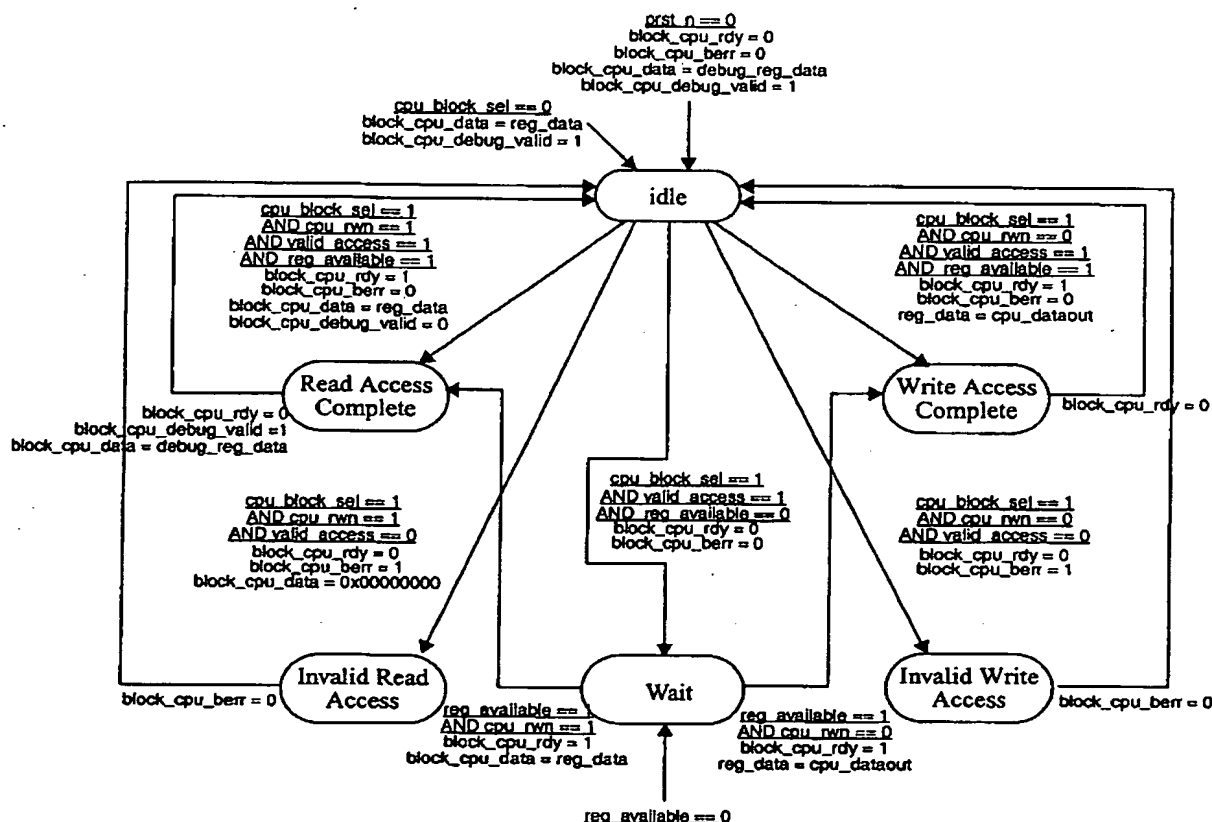 prst_n == 0
block_cpu_rdy = 0
block_cpu_berr = 0
block_cpu_data = debug_reg_data
block_cpu_debug_valid = 1
cpu_block_sel == 0
block_cpu_data = reg_data
block_cpu_debug_valid = 1
idle
cpu_block_sel == 1
AND cpu_rwn == 1
AND valid_access == 1
AND reg_available == 1
block_cpu_rdy = 1
block_cpu_berr = 0
block_cpu_data = reg_data
block_cpu_debug_valid = 0
cpu_block_sel == 1
AND cpu_rwn == 0
AND valid_access == 1
AND reg_available == 1
block_cpu_rdy = 1
block_cpu_berr = 0
reg_data = cpu_dataout
Read Access
Complete
Write Access
Complete
block_cpu_rdy = 0
block_cpu_debug_valid =1
block_cpu_data = debug_reg_data
block_cpu_rdy = 0
cpu_block_sel == 1
AND cpu_rwn == 1
AND valid_access == 0
block_cpu_rdy = 0
block_cpu_berr = 1
block_cpu_data = 0x00000000
cpu_block_sel == 1
AND valid_access == 1
AND reg_available == 0
block_cpu_rdy = 0
block_cpu_berr = 0
cpu_block_sel == 1
AND cpu_rwn == 0
AND valid_access == 0
block_cpu_rdy = 0
block_cpu_berr = 1
Invalid Read
Access
Wait
Invalid Write
Access
block_cpu_berr = 0
block_cpu_berr = 0
reg_available == 1
AND cpu_rwn == 1
block_cpu_rdy = 1
block_cpu_data = reg_data
reg_available == 1
AND cpu_rwn == 0
block_cpu_rdy = 1
reg_data = cpu_dataout
reg_available == 0